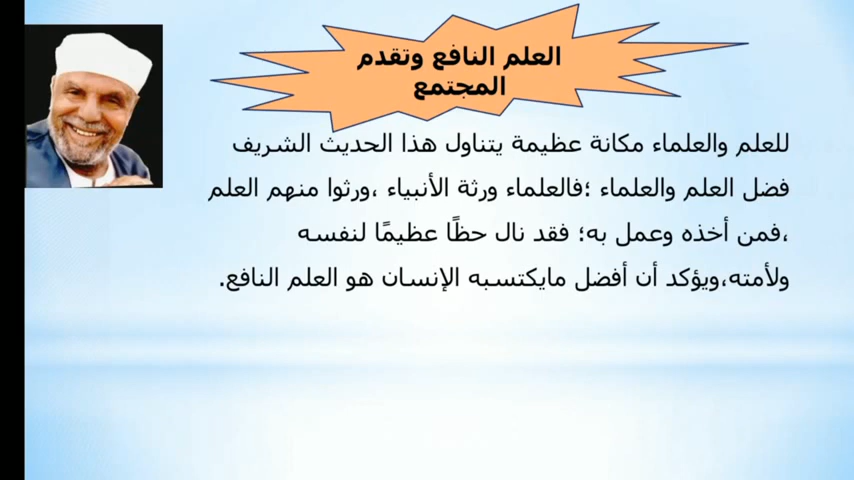 العلم النافع وتقدم
المجتمع
للعلم والعلماء مكانة عظيمة يتناول هذا الحديث الشريف
فضل العلم والعلماء ؛فالعلماء ورثة الأنبياء ،ورثوا منهم العلم
،فمن أخذه وعمل به؛ فقد نال حظًا عظيمًا لنفسه
ولأمته،ويؤكد أن أفضل مايكتسبه الإنسان هو العلم النافع.